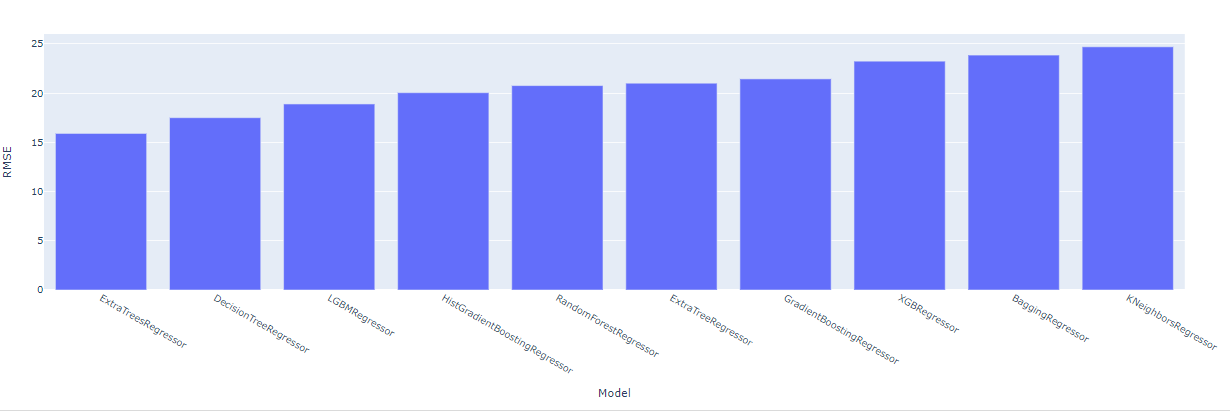 25
20
15
10
5
0
RMSE
ExtraTreesRegressor
DecisionTreeRegressor
LGBMRegressor
HistGradientBoostingRegressor
RandomForestRegressor
ExtraTreeRegressor
GradientBoostingRegressor
XGBRegressor
BaggingRegressor
KNeighborsRegressor
Model